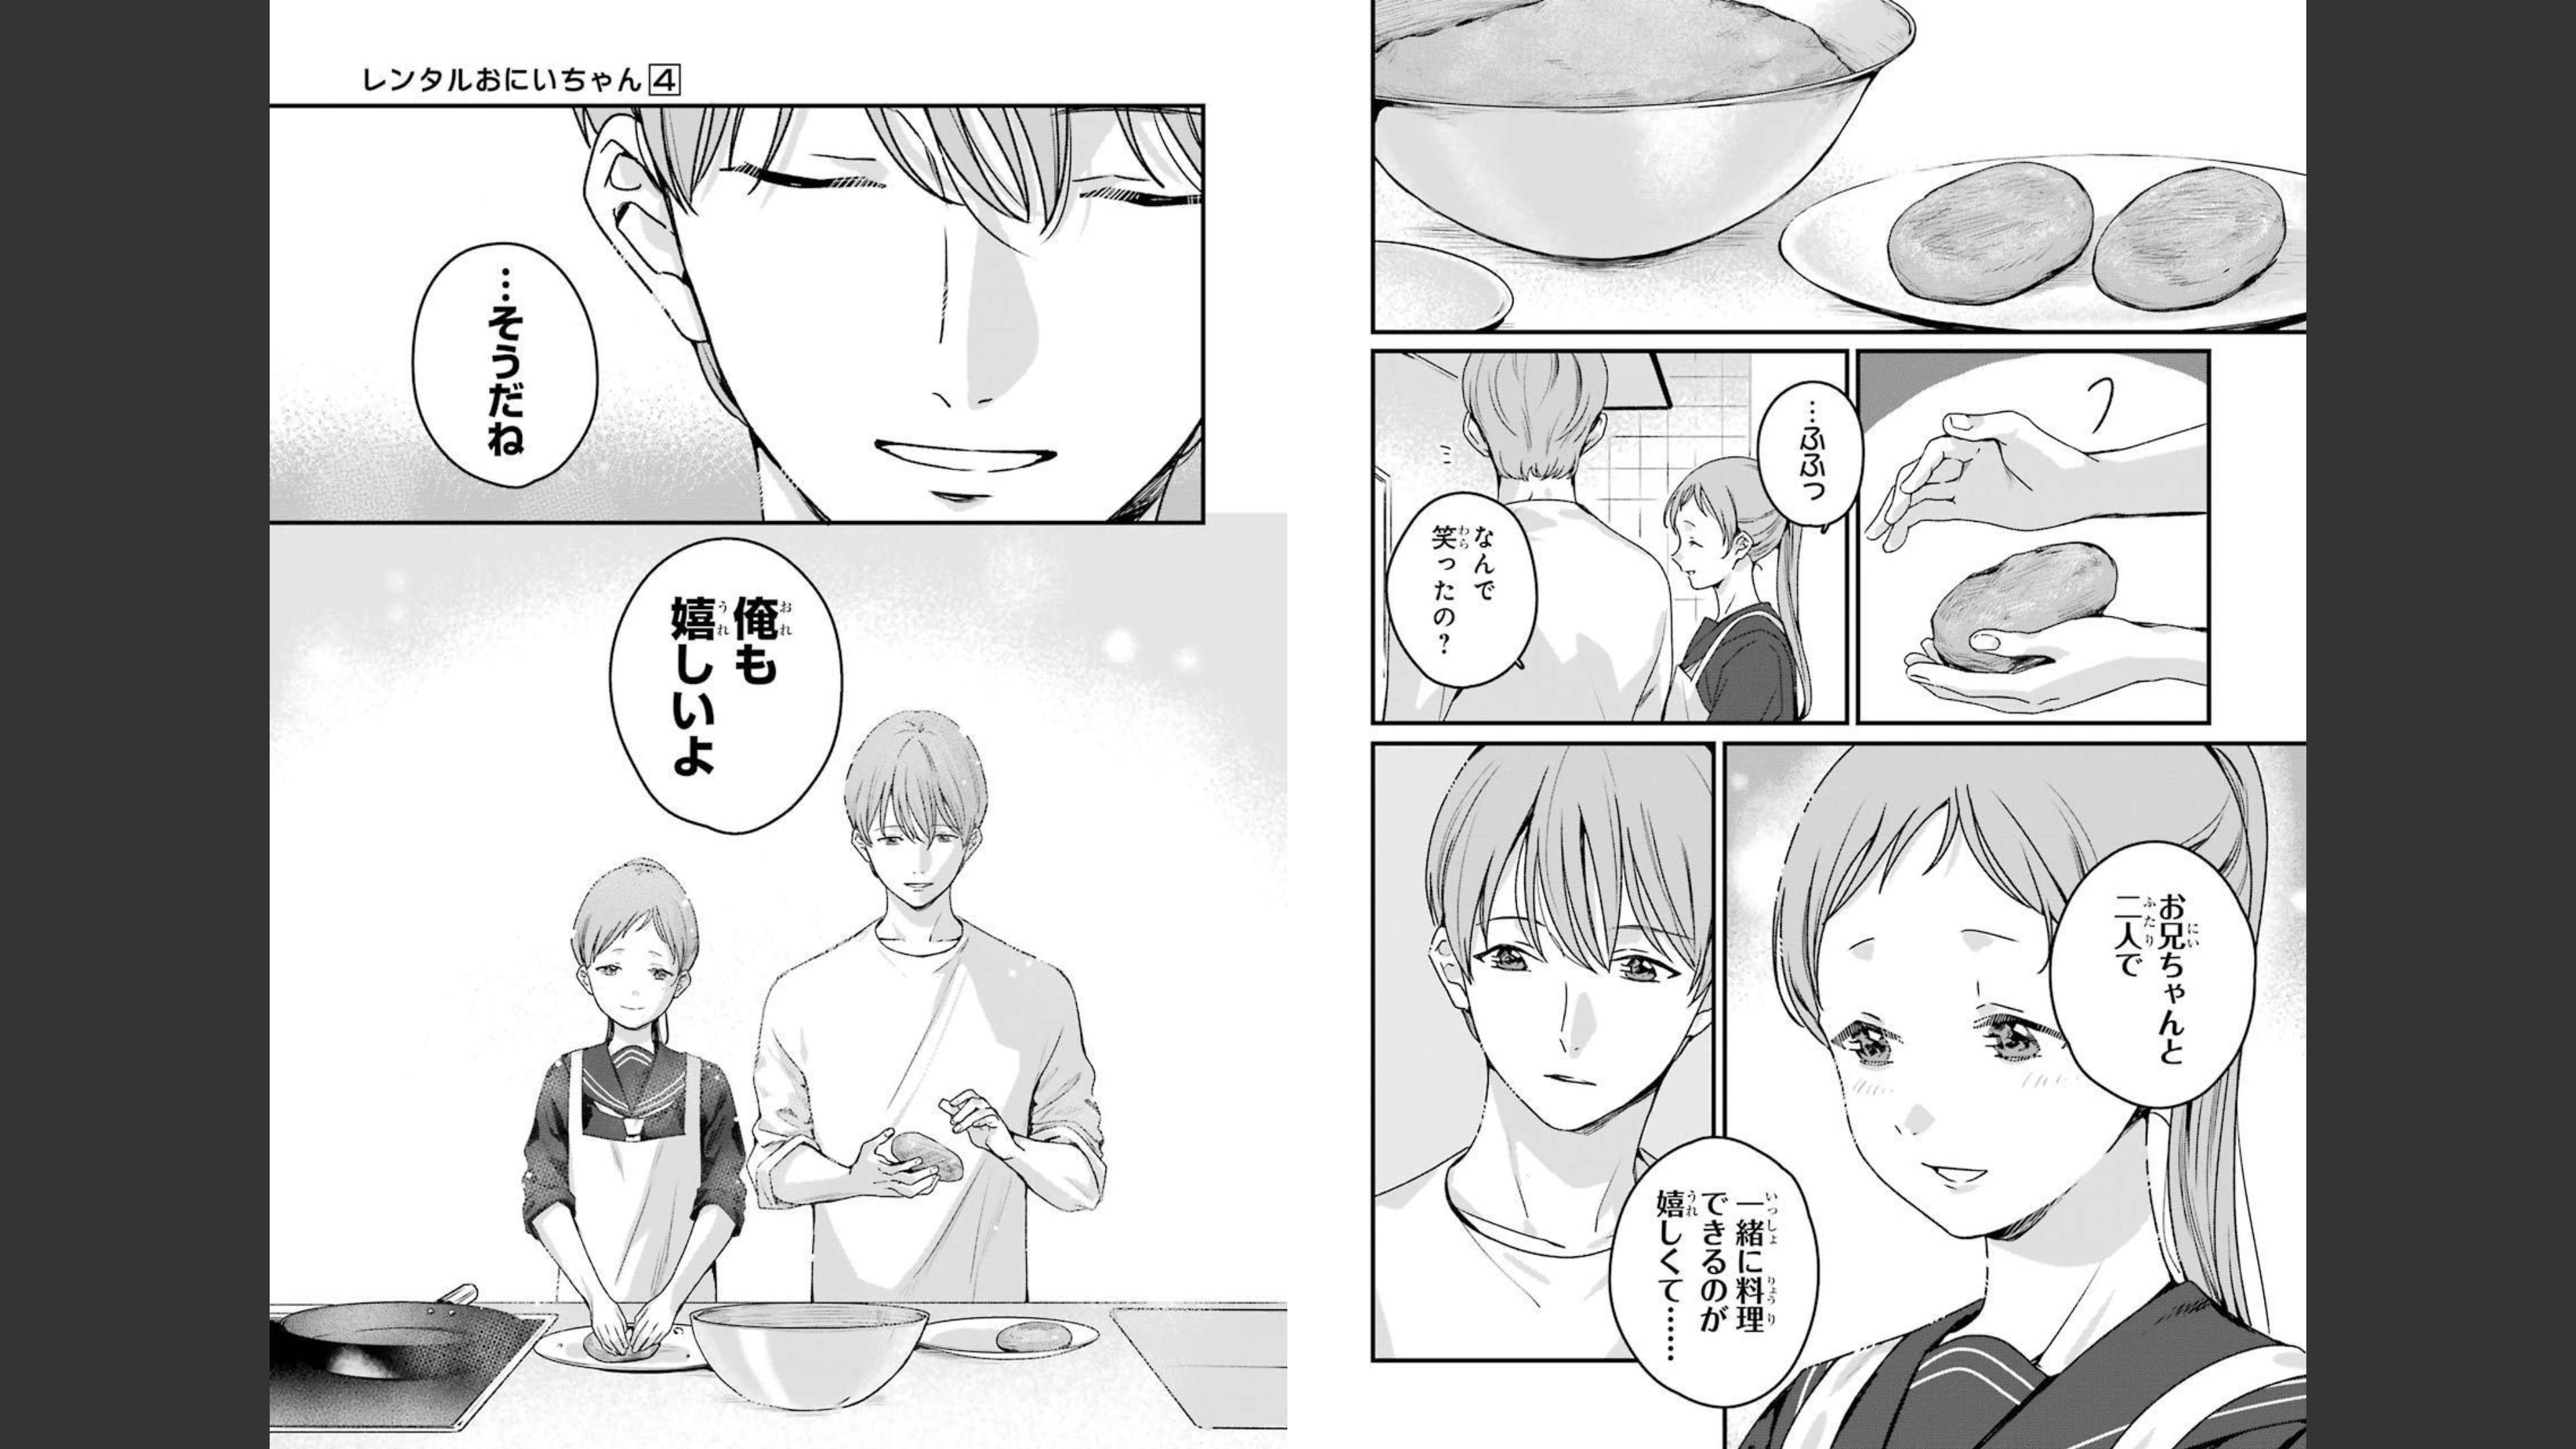 …ふふっ
なんで
笑ったの？
お兄ちゃんと
二人で
一緒に料理
できるのが
嬉しくて……
レンタルおにいちゃん4
…そうだね
俺も
嬉しいよ